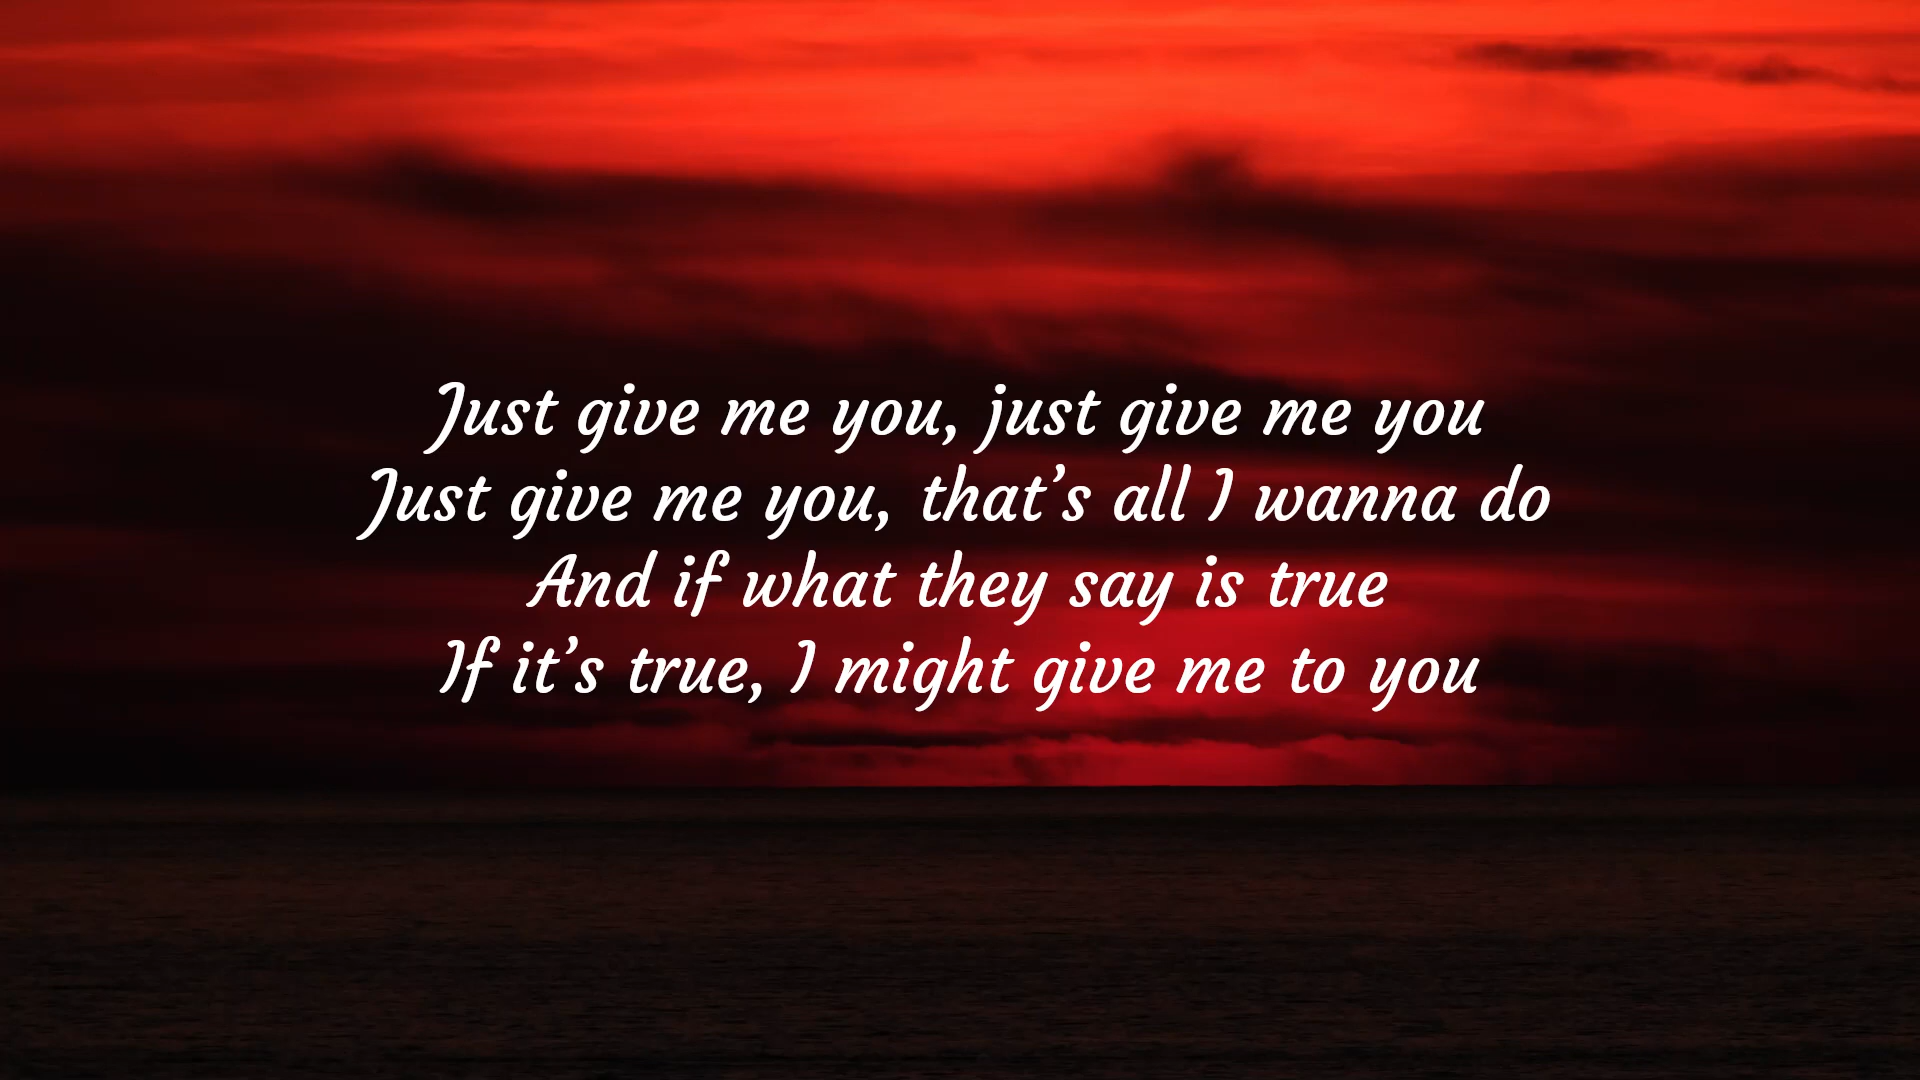 Just give me you, just give me you
Just give me you, that’s all I wanna do
And if what they say is true
If it’s true, I might give me to you